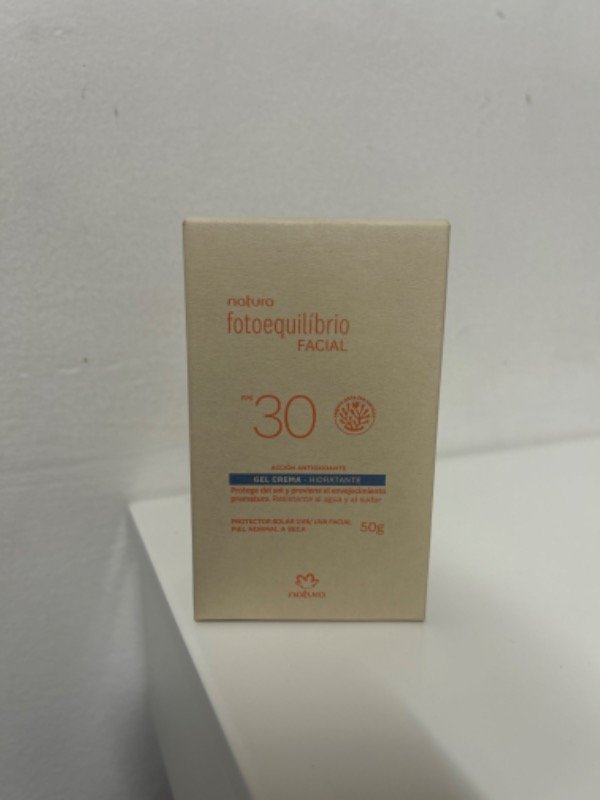 natura
fotoequilíbrio
FACIAL
FPS 30
ACCIÓN ANTIOXIDANTE
GEL CREMA - HIDRATANTE
Protege del sol y previene el envejecimiento
prematuro. Resistente al agua y al sudor
PROTECTOR SOLAR UVA/ UVB FACIAL
PIEL NORMAL A SECA
50g
natura